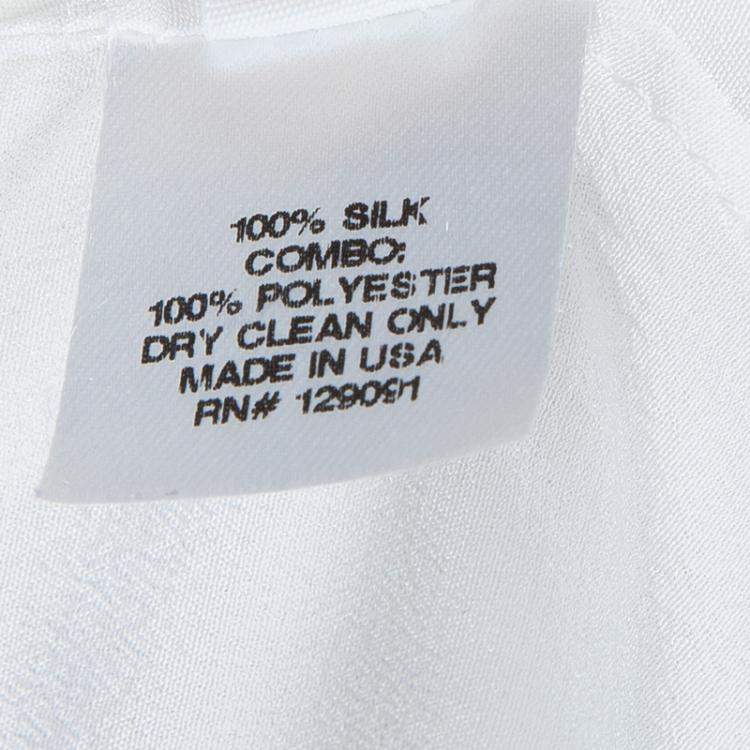 100% SILK
COMBO:
100% POLYESTER
DRY CLEAN ONLY
MADE IN USA
RN# 129091